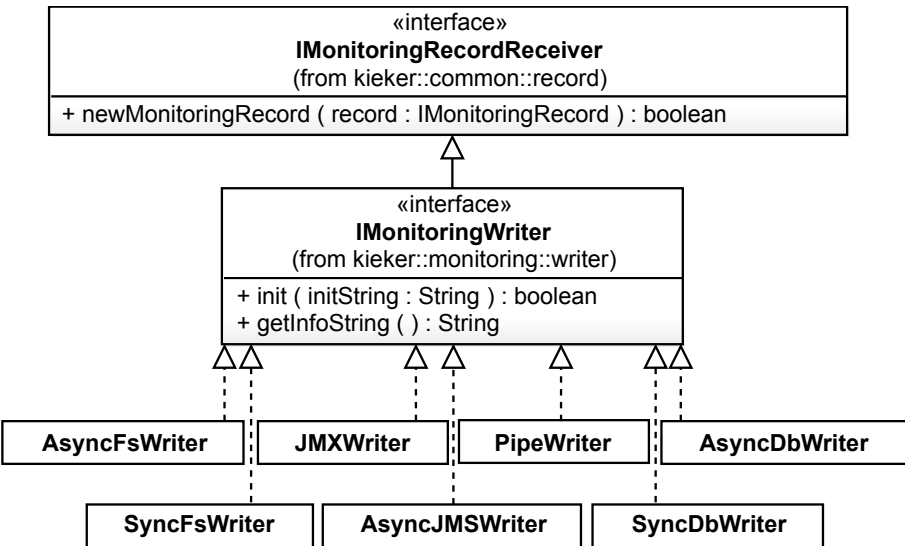 «interface»
IMonitoringRecordReceiver
(from kieker::common::record)
+ newMonitoringRecord ( record : IMonitoringRecord ) : boolean
«interface»
IMonitoringWriter
(from kieker::monitoring::writer)
+ init ( initString : String ) : boolean
+ getInfoString ( ) : String
AsyncFsWriter
JMXWriter
PipeWriter
AsyncDbWriter
SyncFsWriter
AsyncJMSWriter
SyncDbWriter